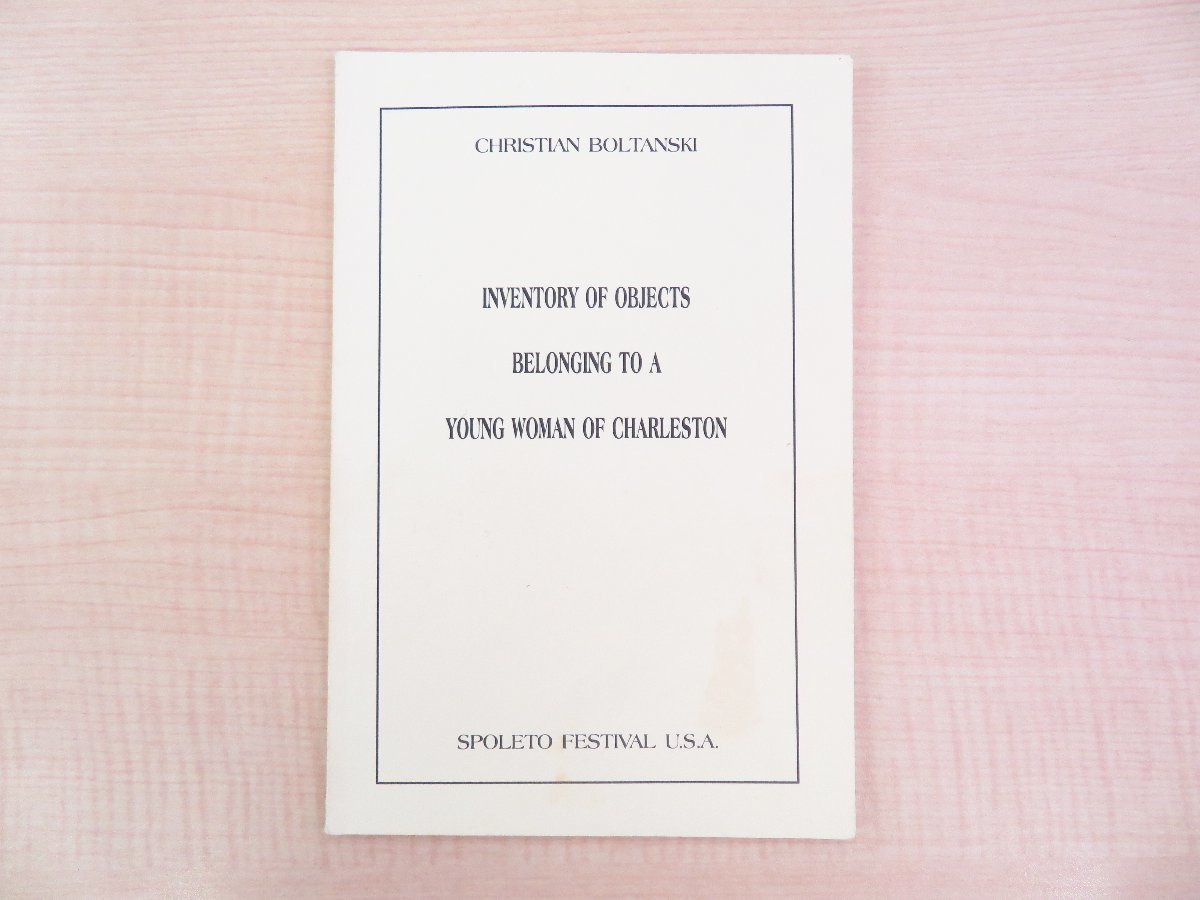 CHRISTIAN BOLTANSKI
INVENTORY OF OBJECTS
BELONGING TO A
YOUNG WOMAN OF CHARLESTON
SPOLETO FESTIVAL U.S.A.